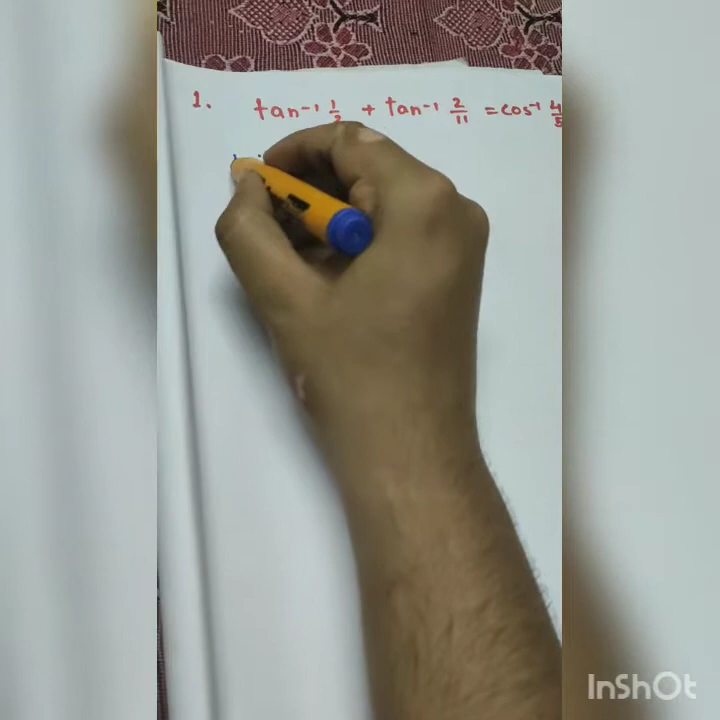 1. tan⁻¹ 1/2 + tan⁻¹ 2/11 = cos⁻¹ 4/5
InShOt